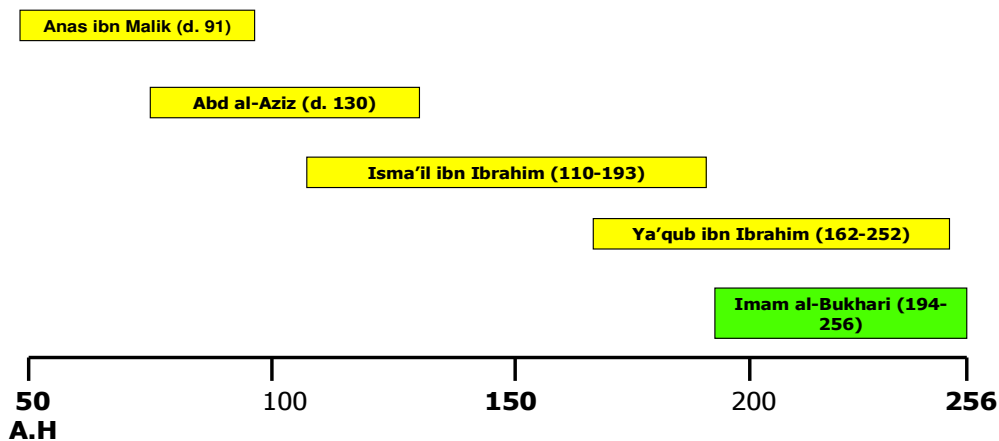 Anas ibn Malik (d. 91)
Abd al-Aziz (d. 130)
Isma’il ibn Ibrahim (110-193)
Ya’qub ibn Ibrahim (162-252)
Imam al-Bukhari (194-
256)
50 100 150 200 256
A.H